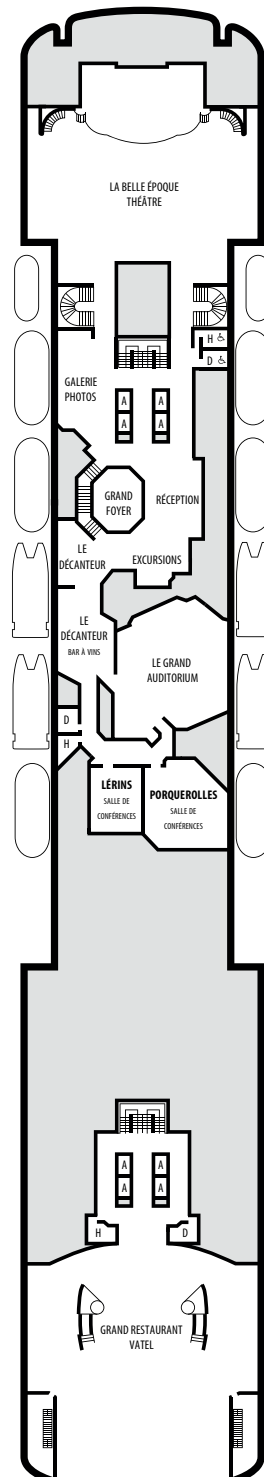 LA BELLE ÉPOQUE
THÉÂTRE
H
D
GALERIE
PHOTOS
A A
A A
GRAND
FOYER
RÉCEPTION
LE
DÉCANTEUR
EXCURSIONS
LE
DÉCANTEUR
BAR À VINS
LE GRAND
AUDITORIUM
D
H
LÉRINS
SALLE DE
CONFÉRENCES
PORQUEROLLES
SALLE DE
CONFÉRENCES
A A
A A
H D
GRAND RESTAURANT
VATEL